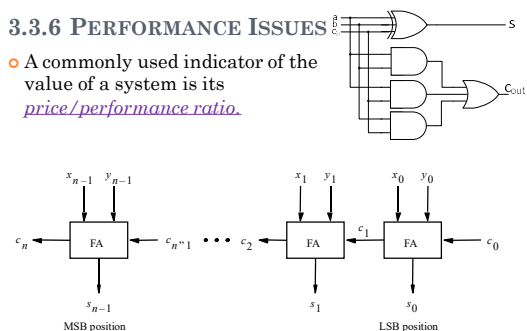 3.3.6 PERFORMANCE ISSUES
A commonly used indicator of the
value of a system is its
price/performance ratio.
a
b
c
S
Cout
xn−1 yn−1 x1 y1 x0 y0
cn FA cn”1 • • • c2 FA c1 FA c0
sn−1 s1 s0
MSB position LSB position